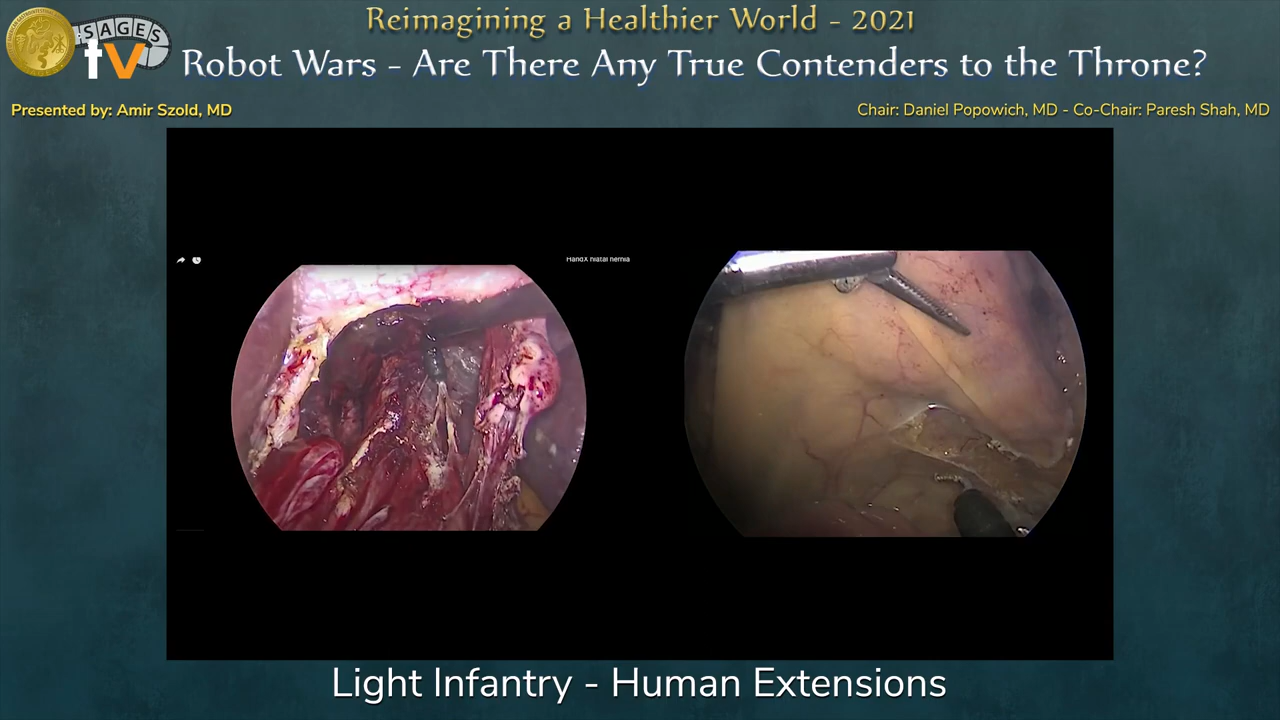 SAGES
tv
Reimagining a Healthier World - 2021
Robot Wars - Are There Any True Contenders to the Throne?
Presented by: Amir Szold, MD
Chair: Daniel Popowich, MD - Co-Chair: Paresh Shah, MD
HandX hiatal hernia
Light Infantry - Human Extensions